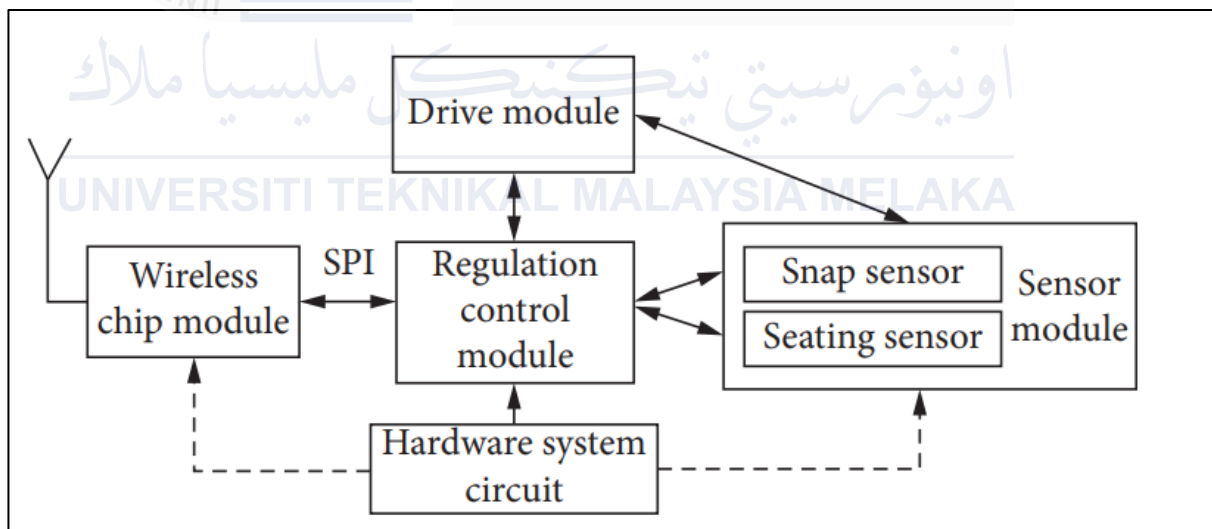 اونيۏرسيتي تيكنيكل مليسيا ملاك
UNIVERSITI TEKNIKAL MALAYSIA MELAKA
Drive module
Wireless
chip module
SPI
Regulation
control
module
Snap sensor
Seating sensor
Sensor
module
Hardware system
circuit